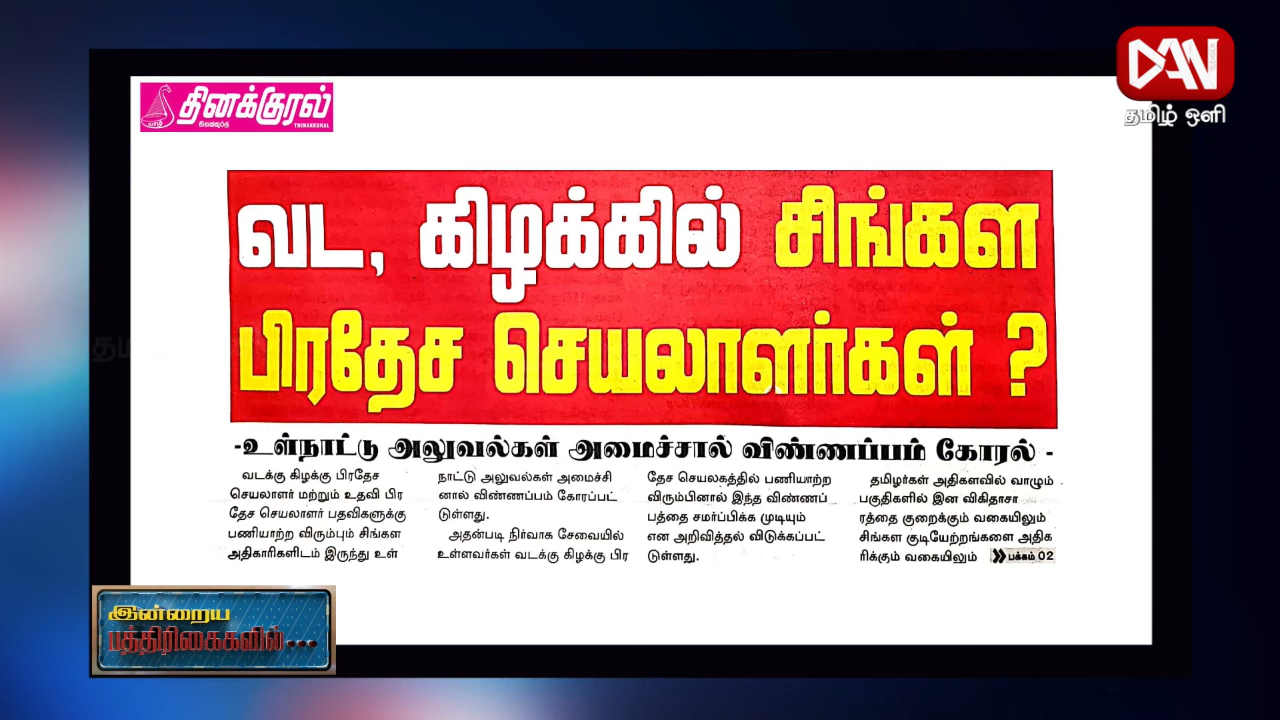 DAN
தமிழ் ஒளி
தினக்குரல்
யாழ்
THINAKKURAL
வட, கிழக்கில் சிங்கள
பிரதேச செயலாளர்கள் ?
-உள்நாட்டு அலுவல்கள் அமைச்சால் விண்ணப்பம் கோரல் -
வடக்கு கிழக்கு பிரதேச
செயலாளர் மற்றும் உதவி பிர
தேச செயலாளர் பதவிகளுக்கு
பணியாற்ற விரும்பும் சிங்கள
அதிகாரிகளிடம் இருந்து உள்
நாட்டு அலுவல்கள் அமைச்சி
னால் விண்ணப்பம் கோரப்பட்
டுள்ளது.
அதன்படி நிர்வாக சேவையில்
உள்ளவர்கள் வடக்கு கிழக்கு பிர
தேச செயலகத்தில் பணியாற்ற
விரும்பினால் இந்த விண்ணப்
பத்தை சமர்ப்பிக்க முடியும்
என அறிவித்தல் விடுக்கப்பட்
டுள்ளது.
தமிழர்கள் அதிகளவில் வாழும்
பகுதிகளில் இன விகிதாசா
ரத்தை குறைக்கும் வகையிலும்
சிங்கள குடியேற்றங்களை அதிக
ரிக்கும் வகையிலும் பக்கம் 02
இன்றைய
பத்திரிகைகளில்...